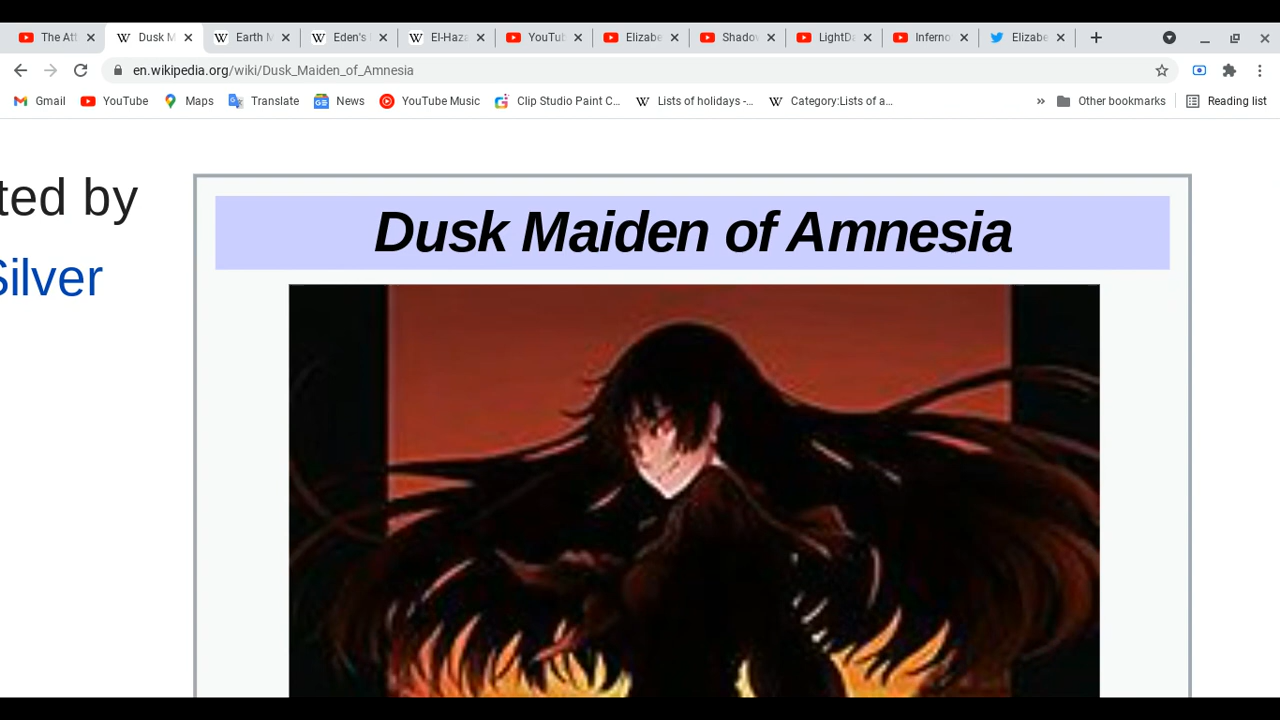 The Att
Dusk M
Earth M
Eden's
El-Haza
YouTub
Elizabe
Shadow
LightDa
Inferno
Elizabe
en.wikipedia.org/wiki/Dusk_Maiden_of_Amnesia
Gmail YouTube Maps Translate News YouTube Music Clip Studio Paint C... Lists of holidays -... Category:Lists of a... » Other bookmarks Reading list
ted by
Silver
Dusk Maiden of Amnesia